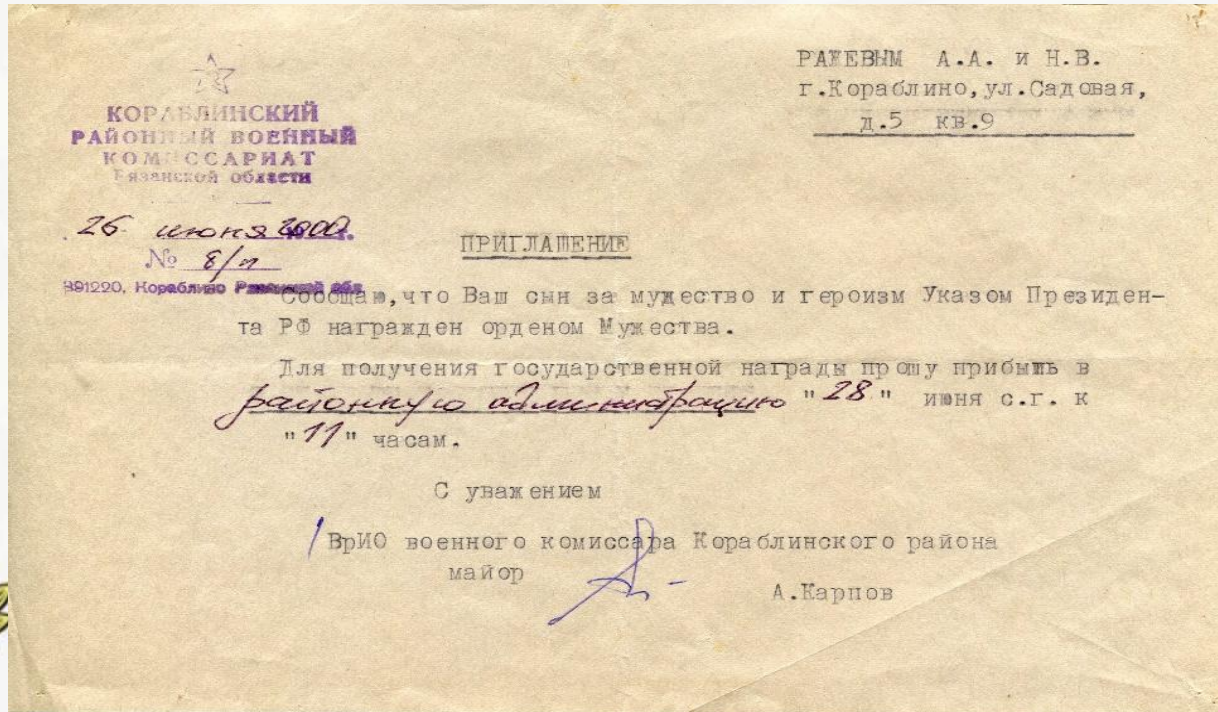 РАЖЕВЫМ А.А. и Н.В.
г.Кораблино,ул.Садовая,
д.5 кв.9
КОРАБЛИНСКИЙ
РАЙОННЫЙ ВОЕННЫЙ
КОМИССАРИАТ
Рязанской области
26 июня 2000 г.
№ 8/п
391220, Кораблино Рязанской обл
ПРИГЛАШЕНИЕ
Сообщаю,что Ваш сын за мужество и героизм Указом Президен-
та РФ награжден орденом Мужества.
Для получения государственной награды прошу прибыть в
районную администрацию "28" июня с.г. к
"11" часам.
С уважением
ВрИО военного комиссара Кораблинского района
майор
А.Карпов